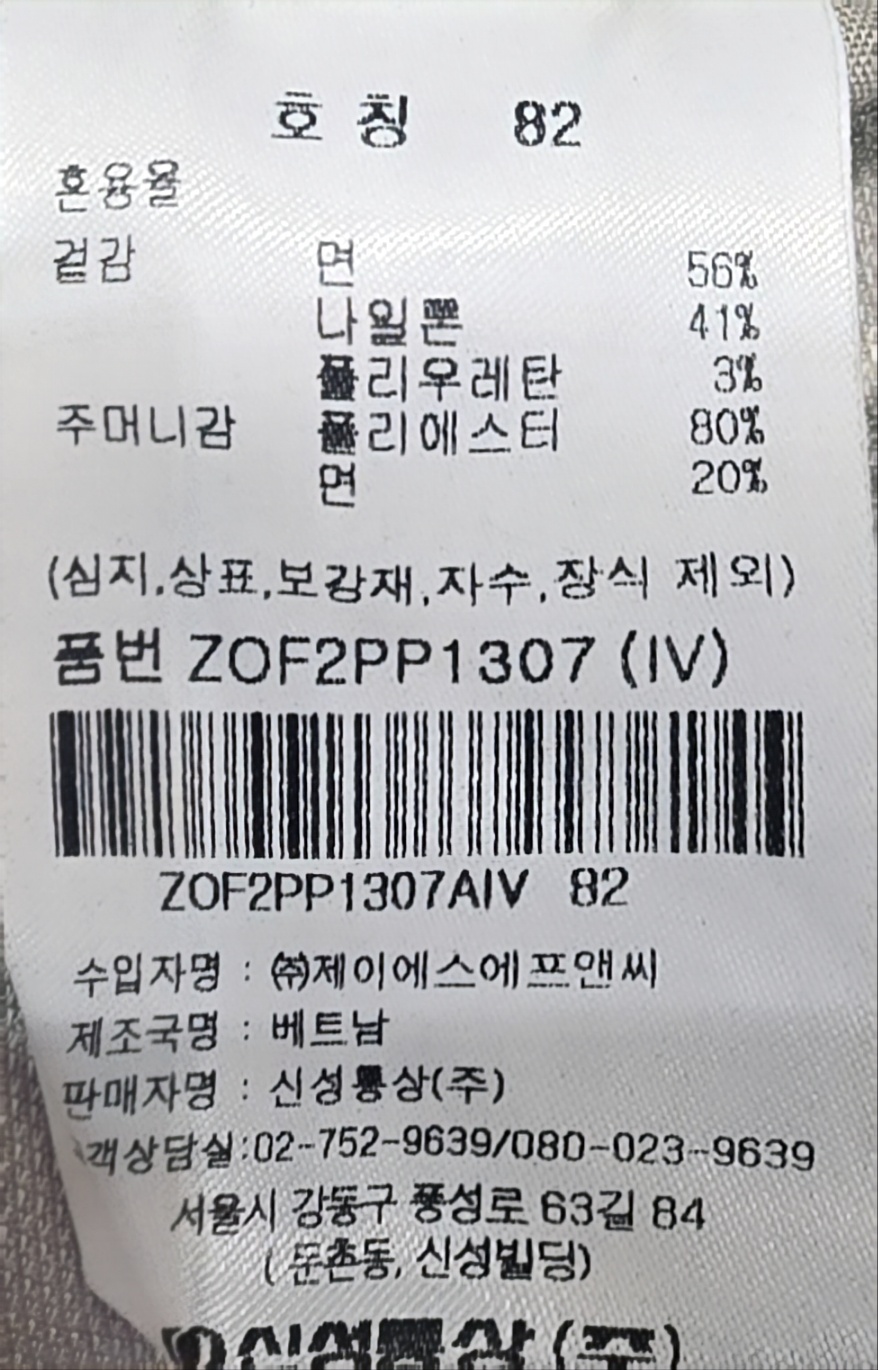 호 칭 82
혼용율
겉감 면 56%
나일론 41%
폴리우레탄 3%
주머니감 폴리에스터 80%
면 20%
(심지,상표,보강재,자수,장식 제외)
품번 ZOF2PP1307 (IV)
ZOF2PP1307AIV 82
수입자명 : ㈜제이에스에프앤씨
제조국명 : 베트남
판매자명 : 신성통상(주)
객상담실:02-752-9639/080-023-9639
서울시 강동구 풍성로 63길 84
(둔촌동, 신성빌딩)
신성통상(주)